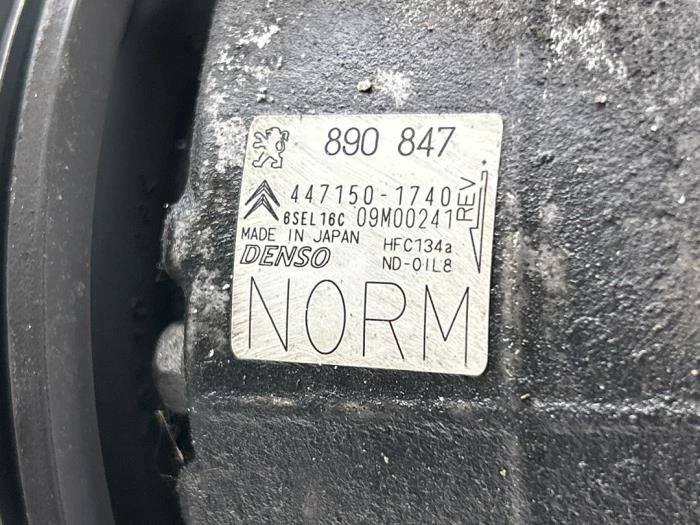 890 847
447150-1740
6SEL16C 09M00241
REV
MADE IN JAPAN HFC134a
DENSO ND-OIL8
NORM